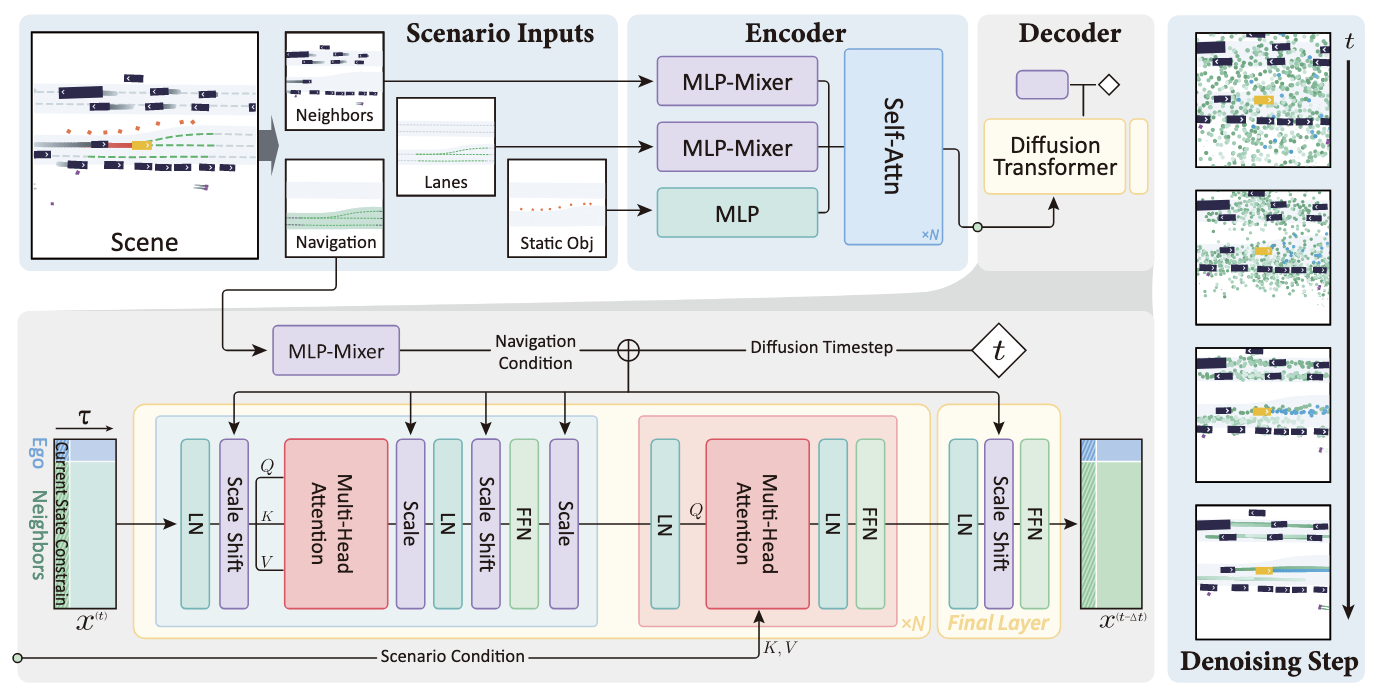 Scenario Inputs
Encoder
Decoder
Scene
Neighbors
Navigation
Lanes
Static Obj
MLP-Mixer
MLP-Mixer
MLP
Self-Attn
×N
Diffusion
Transformer
t
MLP-Mixer
Navigation
Condition
Diffusion Timestep
t
τ
Ego
Neighbors
Current State Constrain
x^(t)
LN
Scale Shift
Q
K
V
Multi-Head
Attention
Scale
LN
Scale Shift
FFN
Scale
LN
Q
Multi-Head
Attention
LN
FFN
×N
LN
Scale Shift
FFN
Final Layer
x^(t-Δt)
Scenario Condition
K, V
Denoising Step